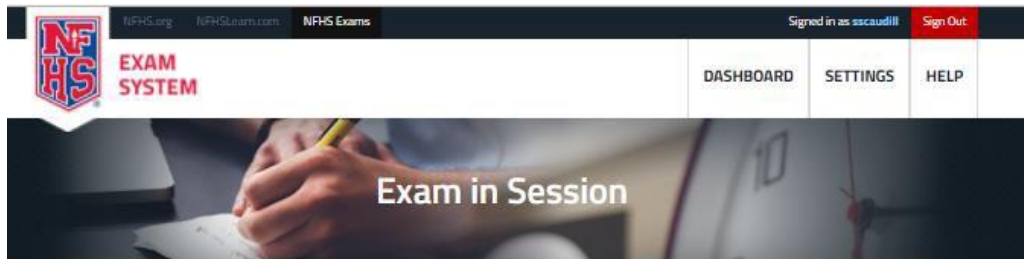 NFHS.org NFHSLearn.com NFHS Exams Signed in as sscaudill Sign Out
NF
HS
EXAM
SYSTEM
DASHBOARD SETTINGS HELP
Exam in Session